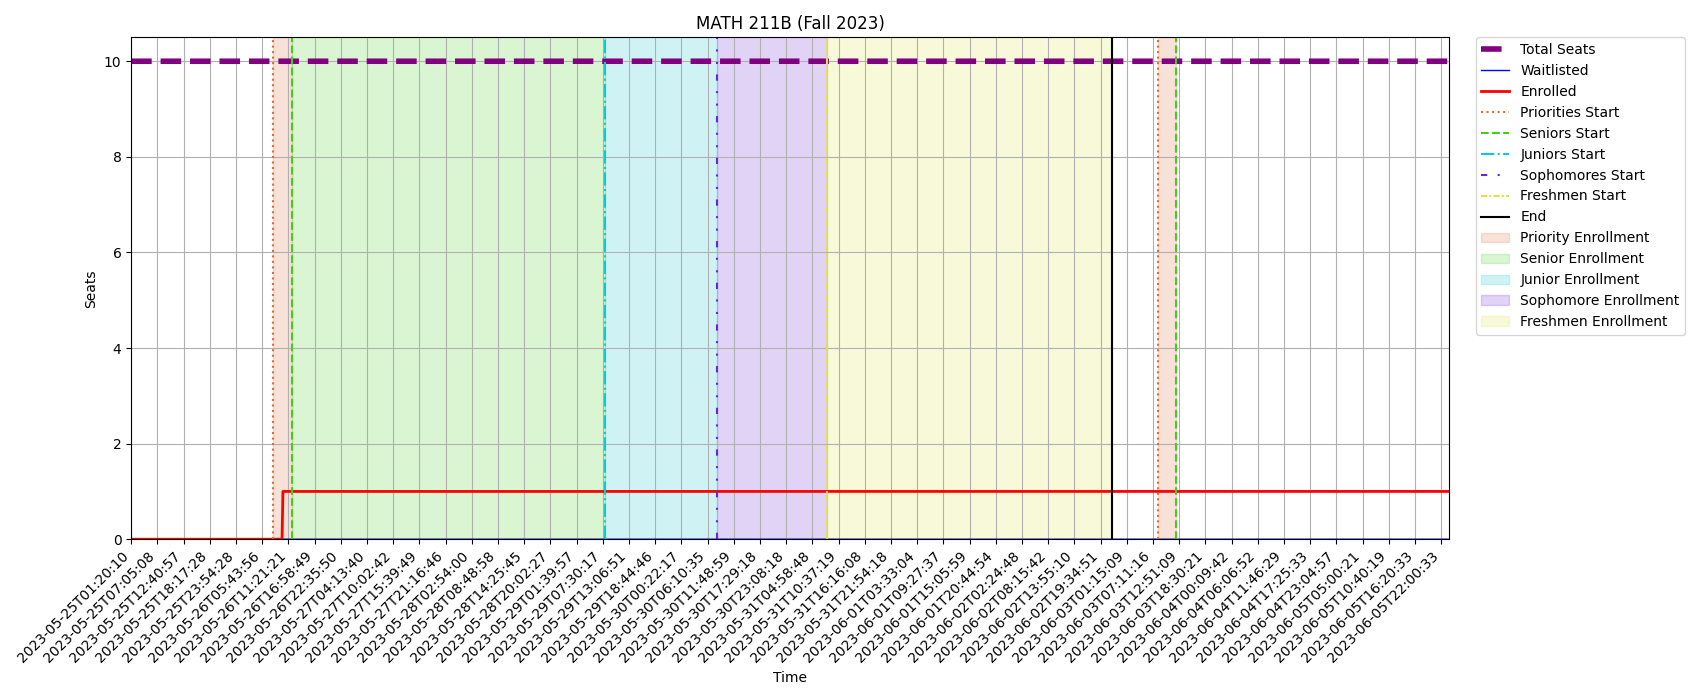 MATH 211B (Fall 2023)
10
8
6
4
2
0
Seats
2023-05-25T01:20:10
2023-05-25T07:05:08
2023-05-25T12:40:57
2023-05-25T18:17:28
2023-05-25T23:54:28
2023-05-26T05:43:56
2023-05-26T11:21:21
2023-05-26T16:58:49
2023-05-26T22:35:50
2023-05-27T04:13:40
2023-05-27T10:02:42
2023-05-27T15:39:49
2023-05-27T21:16:46
2023-05-28T02:54:00
2023-05-28T08:48:58
2023-05-28T14:25:45
2023-05-28T20:02:27
2023-05-29T01:39:57
2023-05-29T07:30:17
2023-05-29T13:06:51
2023-05-29T18:44:46
2023-05-30T00:22:17
2023-05-30T06:10:35
2023-05-30T11:48:59
2023-05-30T17:29:18
2023-05-30T23:08:18
2023-05-31T04:58:48
2023-05-31T10:37:19
2023-05-31T16:16:08
2023-05-31T21:54:18
2023-06-01T03:33:04
2023-06-01T09:27:37
2023-06-01T15:05:59
2023-06-01T20:44:54
2023-06-02T02:24:48
2023-06-02T08:15:42
2023-06-02T13:55:10
2023-06-02T19:34:51
2023-06-03T01:15:09
2023-06-03T07:11:16
2023-06-03T12:51:09
2023-06-03T18:30:21
2023-06-04T00:09:42
2023-06-04T06:06:52
2023-06-04T11:46:29
2023-06-04T17:25:33
2023-06-04T23:04:57
2023-06-05T05:00:21
2023-06-05T10:40:19
2023-06-05T16:20:33
2023-06-05T22:00:33
Time
Total Seats
Waitlisted
Enrolled
Priorities Start
Seniors Start
Juniors Start
Sophomores Start
Freshmen Start
End
Priority Enrollment
Senior Enrollment
Junior Enrollment
Sophomore Enrollment
Freshmen Enrollment